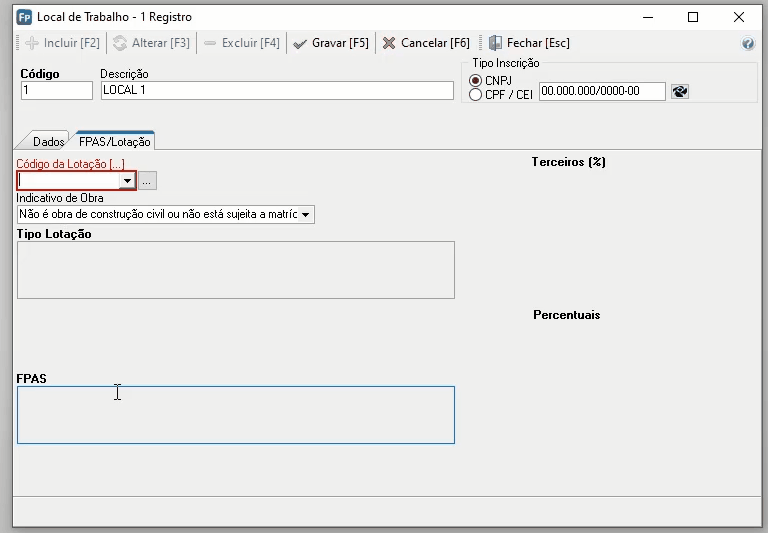 Fp Local de Trabalho - 1 Registro
Incluir [F2] Alterar [F3] Excluir [F4] Gravar [F5] Cancelar [F6] Fechar [Esc] ?
Código Descrição Tipo Inscrição
1 LOCAL 1 CNPJ
CPF / CEI 00.000.000/0000-00
Dados FPAS/Lotação
Código da Lotação [...] Terceiros (%)
...
Indicativo de Obra
Não é obra de construção civil ou não está sujeita a matríc
Tipo Lotação
Percentuais
FPAS